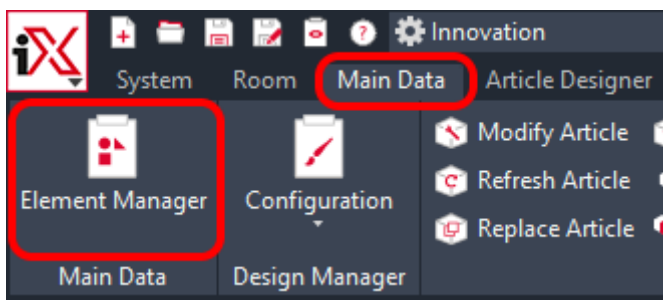 iX
Innovation
System Room Main Data Article Designer
Element Manager
Configuration
Modify Article
Refresh Article
Replace Article
Main Data
Design Manager